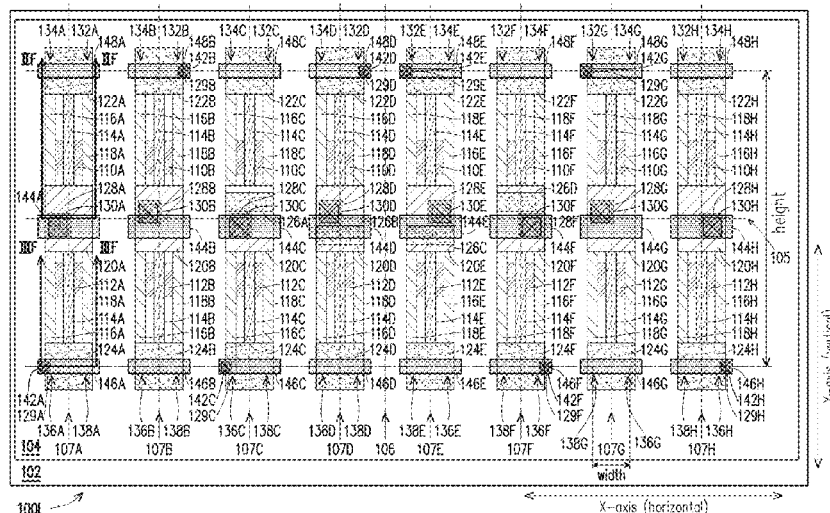 134A 132A 134B 132B 134C 132C 134D 132D 132E 134E 132F 134F 132G 134G 132H 134H
148A 148B 148C 148D 148E 148F 148G 148H
142B 142D 142E 142G
129B 129D 129E 129G
122A 122B 122C 122D 122E 122F 122G 122H
116A 116B 116C 116D 118E 118F 118G 118H
114A 114B 114C 114D 114E 114F 114G 114H
118A 118B 118C 118D 116E 116F 116G 116H
110A 110B 110C 110D 110E 110F 110G 110H
128A 128B 128C 128D 128E 126D 128G 128H
144A 130A 130B 130C 130D 130E 130F 130G 130H
126A 126B 144E 128F
height
105
144B 144C 144D 126C 144F 144G 144H
120A 120B 120C 120D 120E 120F 120G 120H
112A 112B 112C 112D 112E 112F 112G 112H
118A 118B 118C 118D 116E 116F 116G 116H
114A 114B 114C 114D 114E 114F 114G 114H
116A 116B 116C 116D 118E 118F 118G 118H
124A 124B 124C 124D 124E 124F 124G 124H
146A 146B 146C 146D 146E 146F 146G 146H
142A 142C 142F 142H
129A 129C 129F 129H
136A 138A 136B 138B 136C 138C 138D 138D 138E 136E 138F 136F 138G 136G 138H 136H
107A 107B 107C 107D 106 107E 107F 107G 107H
104
102
width
X-axis (horizontal)